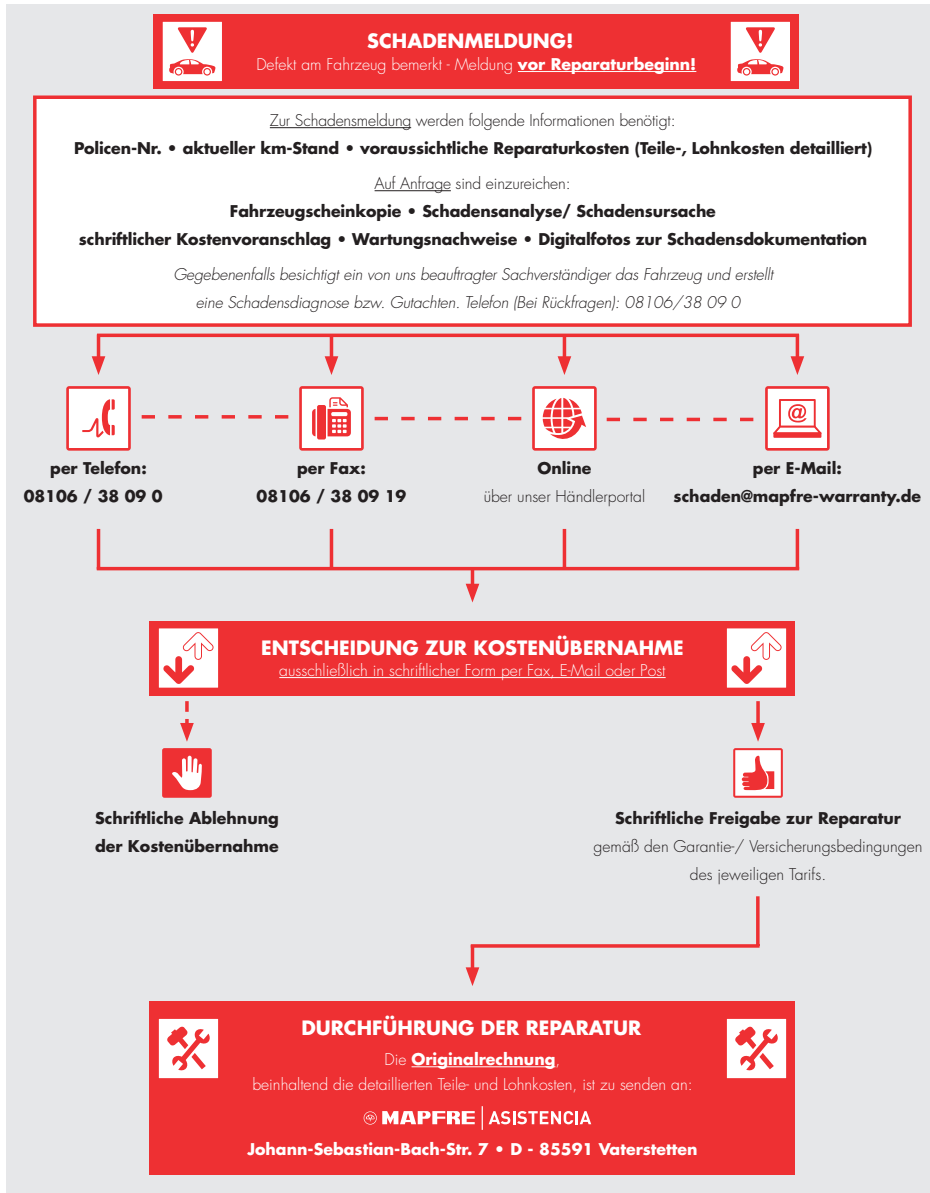 SCHADENMELDUNG!
Defekt am Fahrzeug bemerkt - Meldung vor Reparaturbeginn!
Zur Schadensmeldung werden folgende Informationen benötigt:
Policen-Nr. • aktueller km-Stand • voraussichtliche Reparaturkosten (Teile-, Lohnkosten detailliert)
Auf Anfrage sind einzureichen:
Fahrzeugscheinkopie • Schadensanalyse/ Schadensursache
schriftlicher Kostenvoranschlag • Wartungsnachweise • Digitalfotos zur Schadensdokumentation
Gegebenenfalls besichtigt ein von uns beauftragter Sachverständiger das Fahrzeug und erstellt
eine Schadensdiagnose bzw. Gutachten. Telefon (Bei Rückfragen): 08106/38 09 0
@
per Telefon:
08106 / 38 09 0
per Fax:
08106 / 38 09 19
Online
über unser Händlerportal
per E-Mail:
schaden@mapfre-warranty.de
ENTSCHEIDUNG ZUR KOSTENÜBERNAHME
ausschließlich in schriftlicher Form per Fax, E-Mail oder Post
Schriftliche Ablehnung
der Kostenübernahme
Schriftliche Freigabe zur Reparatur
gemäß den Garantie-/ Versicherungsbedingungen
des jeweiligen Tarifs.
DURCHFÜHRUNG DER REPARATUR
Die Originalrechnung,
beinhaltend die detaillierten Teile- und Lohnkosten, ist zu senden an:
MAPFRE | ASISTENCIA
Johann-Sebastian-Bach-Str. 7 • D - 85591 Vaterstetten